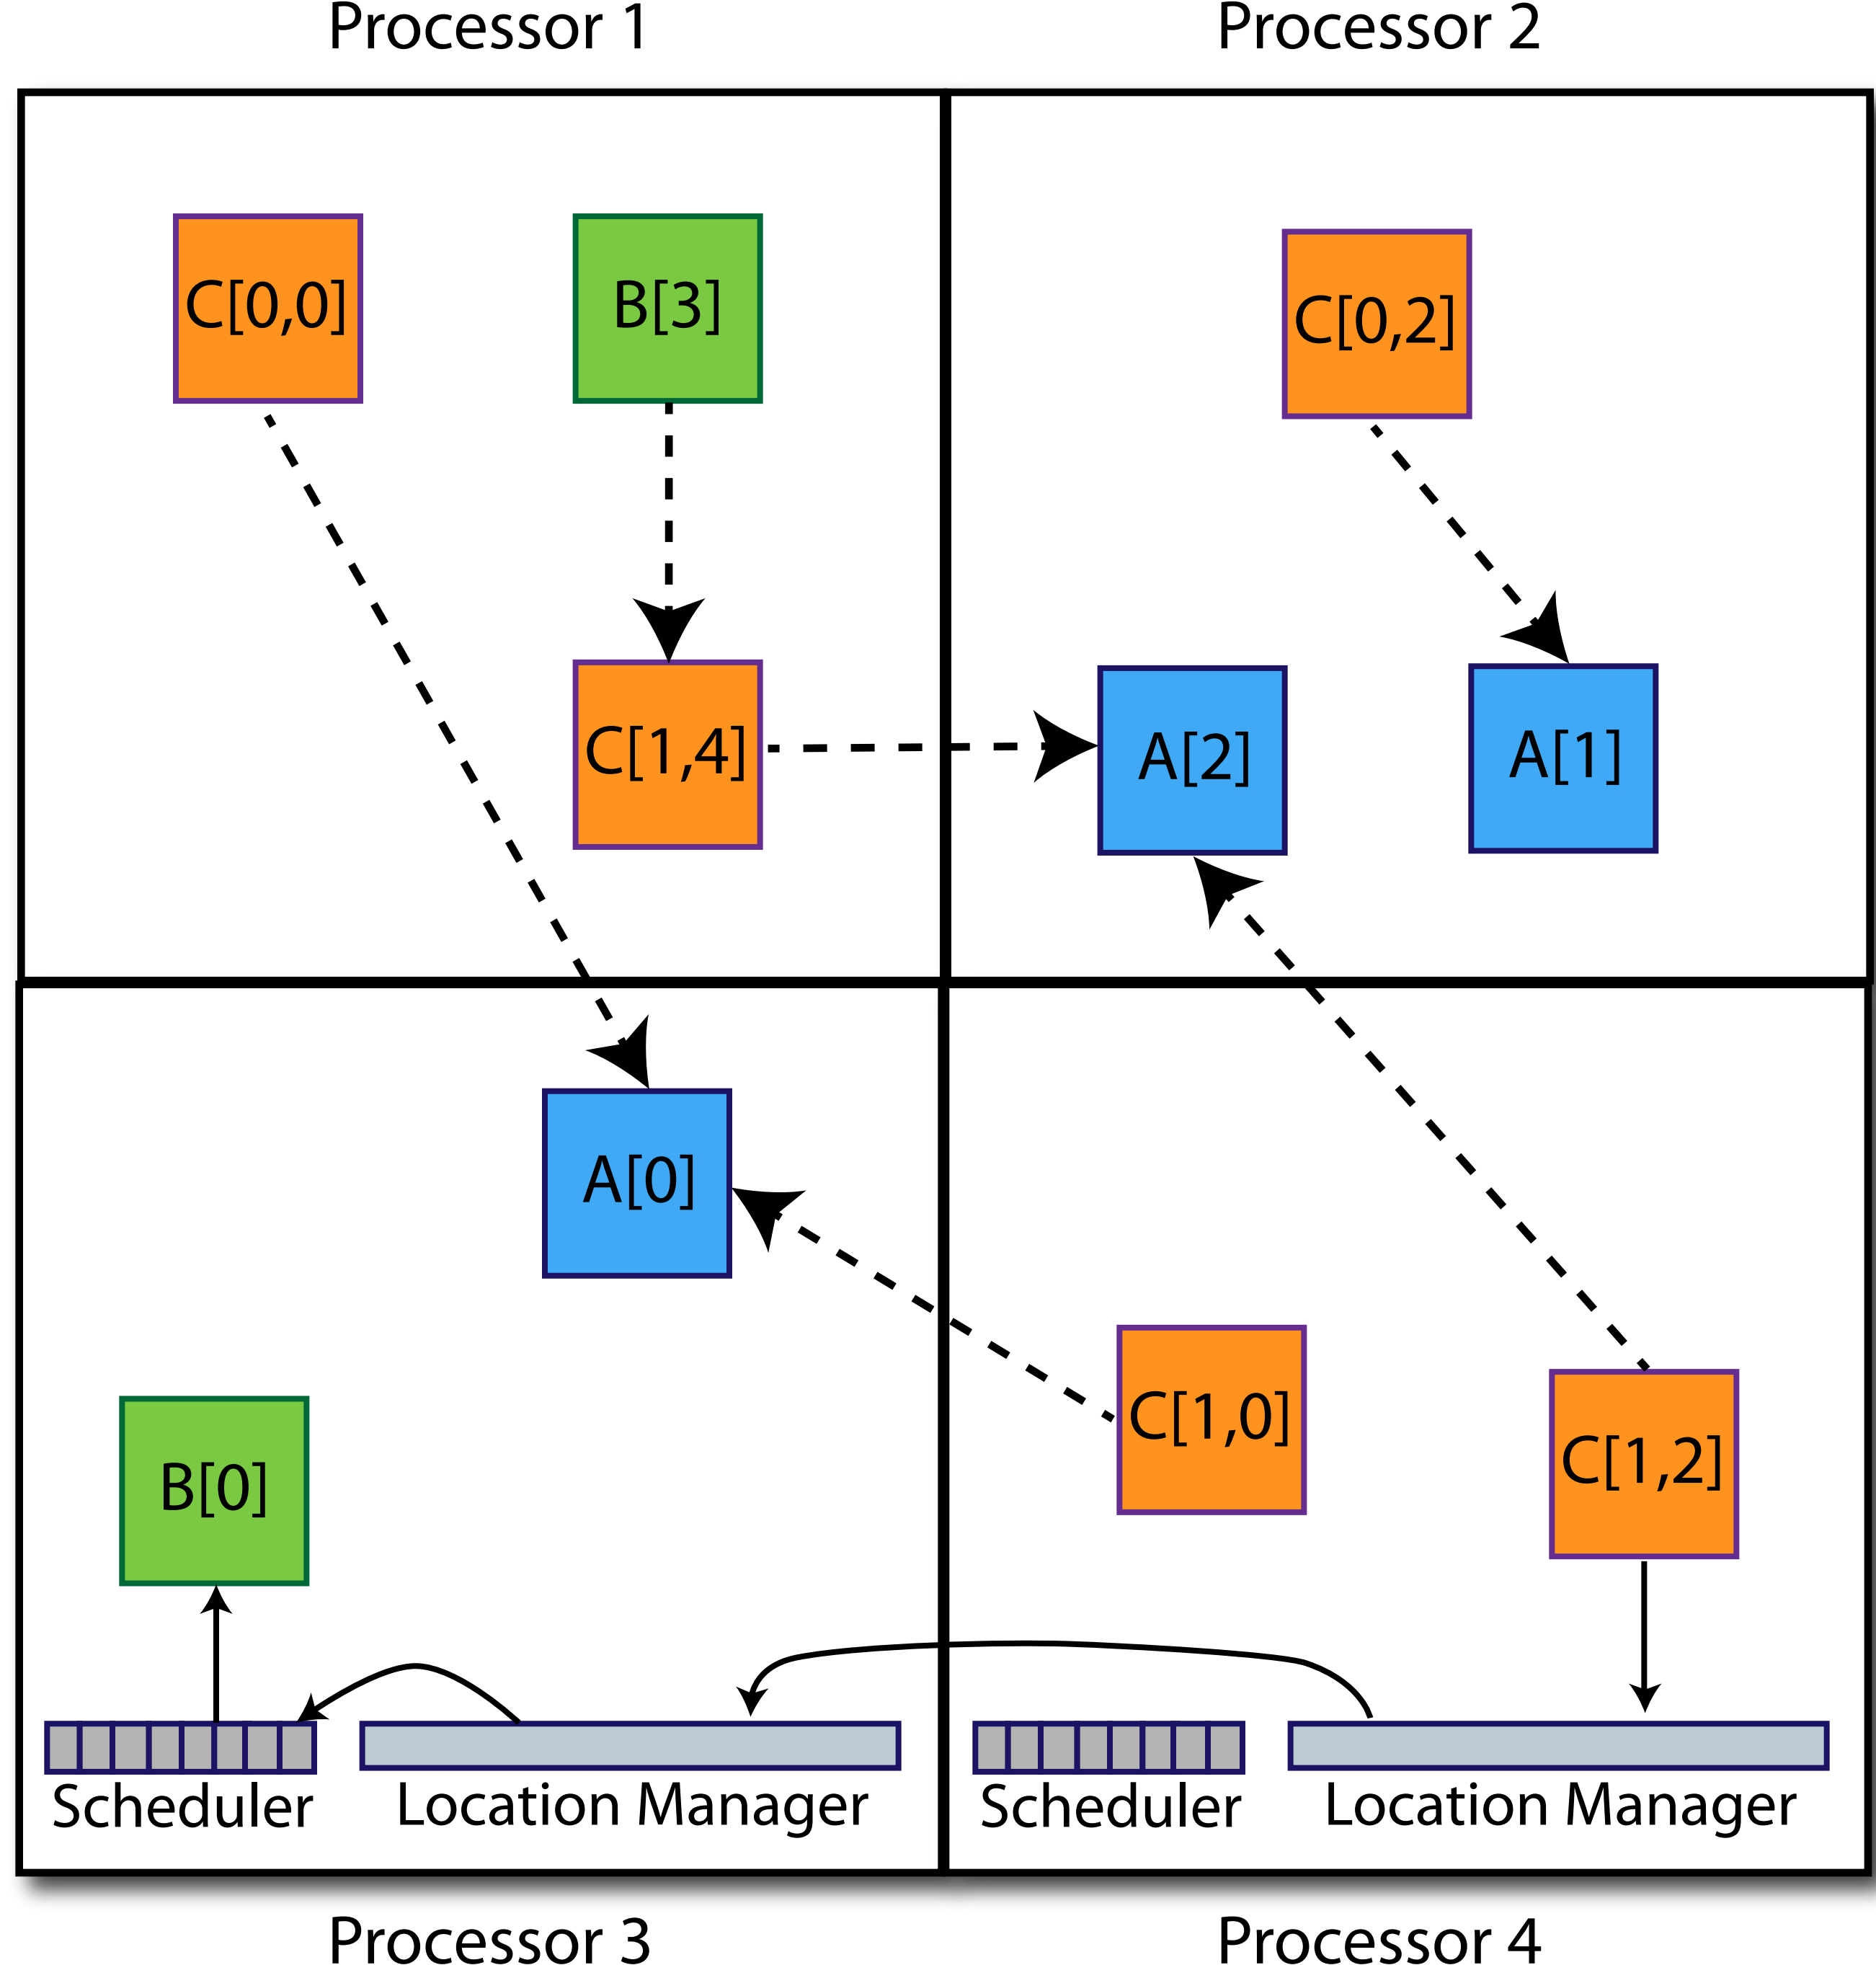 Processor 1
Processor 2
C[0,0]
B[3]
C[0,2]
C[1,4]
A[2]
A[1]
A[0]
C[1,0]
C[1,2]
B[0]
Scheduler
Location Manager
Scheduler
Location Manager
Processor 3
Processor 4